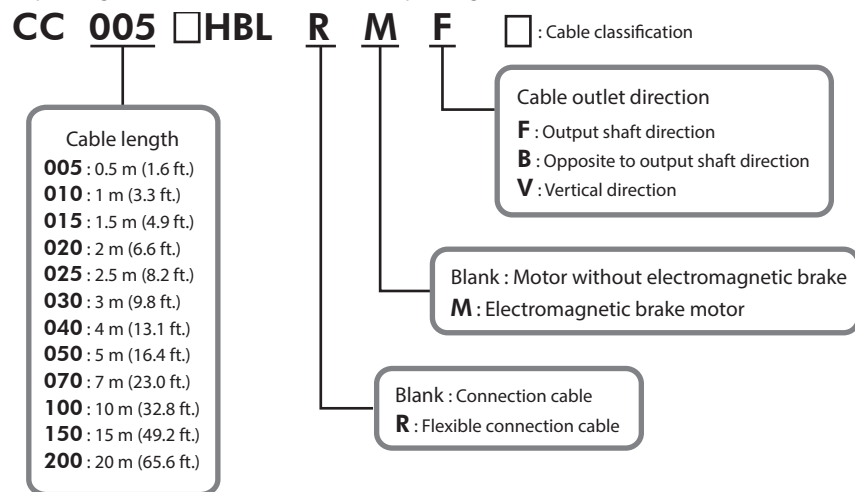 CC 005 □HBL R M F □ : Cable classification
Cable length
005 : 0.5 m (1.6 ft.)
010 : 1 m (3.3 ft.)
015 : 1.5 m (4.9 ft.)
020 : 2 m (6.6 ft.)
025 : 2.5 m (8.2 ft.)
030 : 3 m (9.8 ft.)
040 : 4 m (13.1 ft.)
050 : 5 m (16.4 ft.)
070 : 7 m (23.0 ft.)
100 : 10 m (32.8 ft.)
150 : 15 m (49.2 ft.)
200 : 20 m (65.6 ft.)
Cable outlet direction
F : Output shaft direction
B : Opposite to output shaft direction
V : Vertical direction
Blank : Motor without electromagnetic brake
M : Electromagnetic brake motor
Blank : Connection cable
R : Flexible connection cable